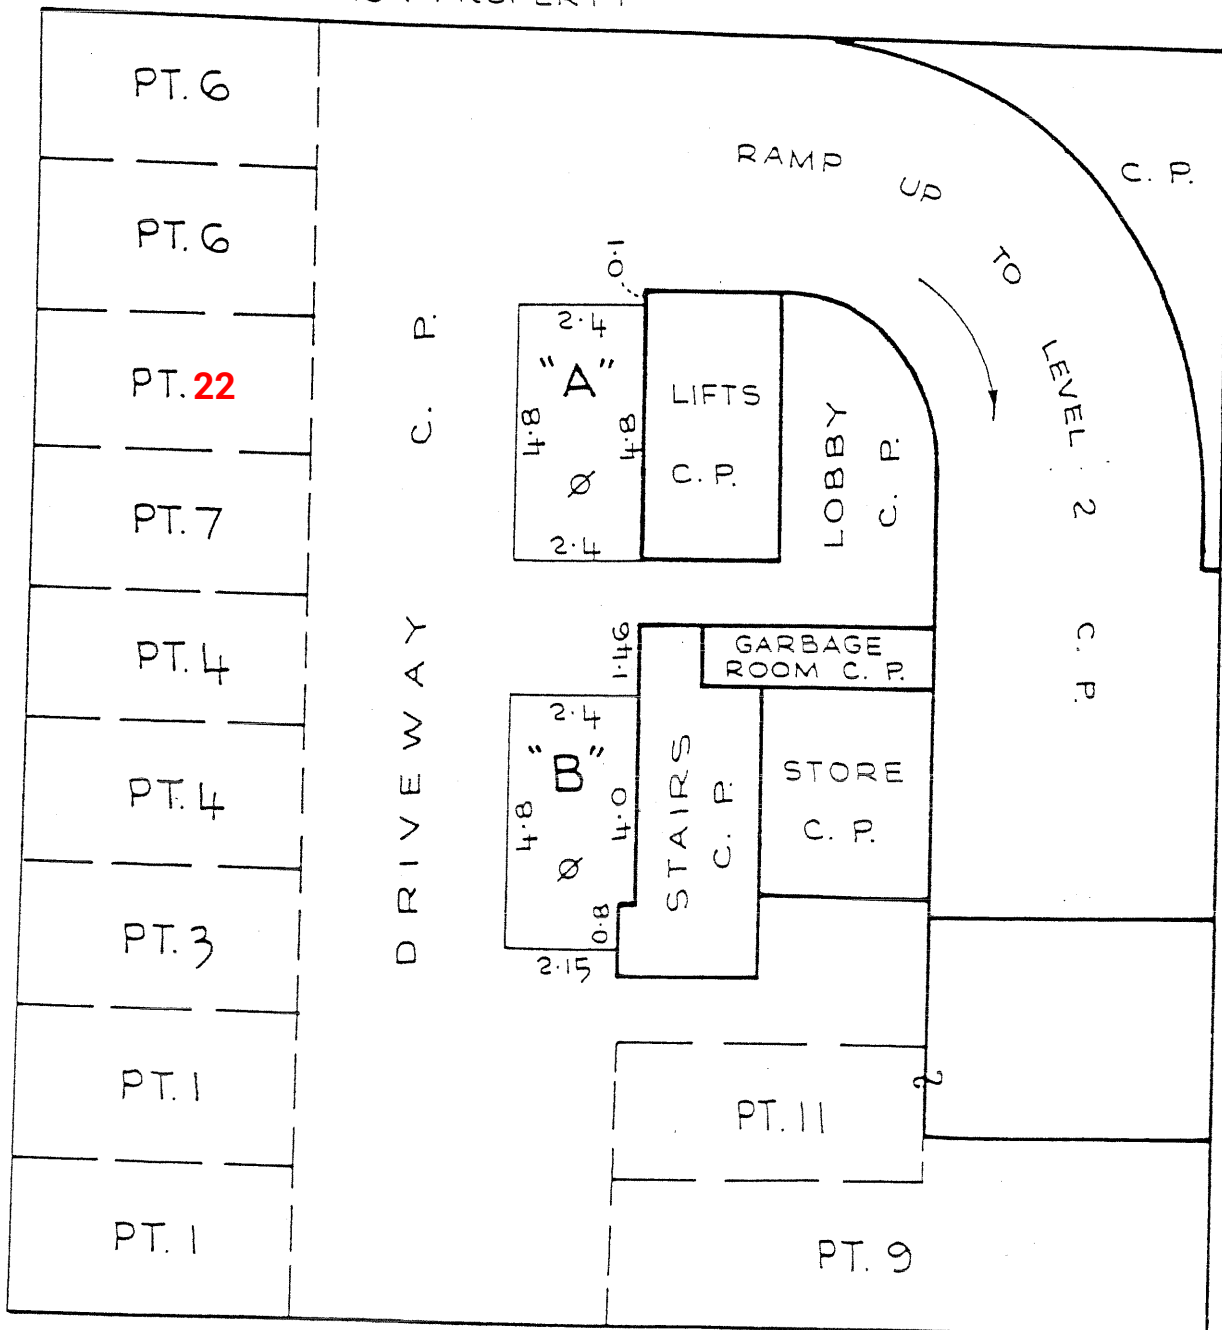 PROPERTY
PT. 6
PT. 6
PT. 22
PT. 7
PT. 4
PT. 4
PT. 3
PT. 1
PT. 1
DRIVEWAY C. P.
RAMP UP TO LEVEL 2 C. P.
C. P.
0.1
2.4
"A"
4.8
4.8
Ø
2.4
LIFTS
C. P.
LOBBY
C. P.
1.46
GARBAGE
ROOM C. P.
2.4
"B"
4.8
4.0
Ø
0.8
2.15
STAIRS
C. P.
STORE
C. P.
PT. 11
PT. 9